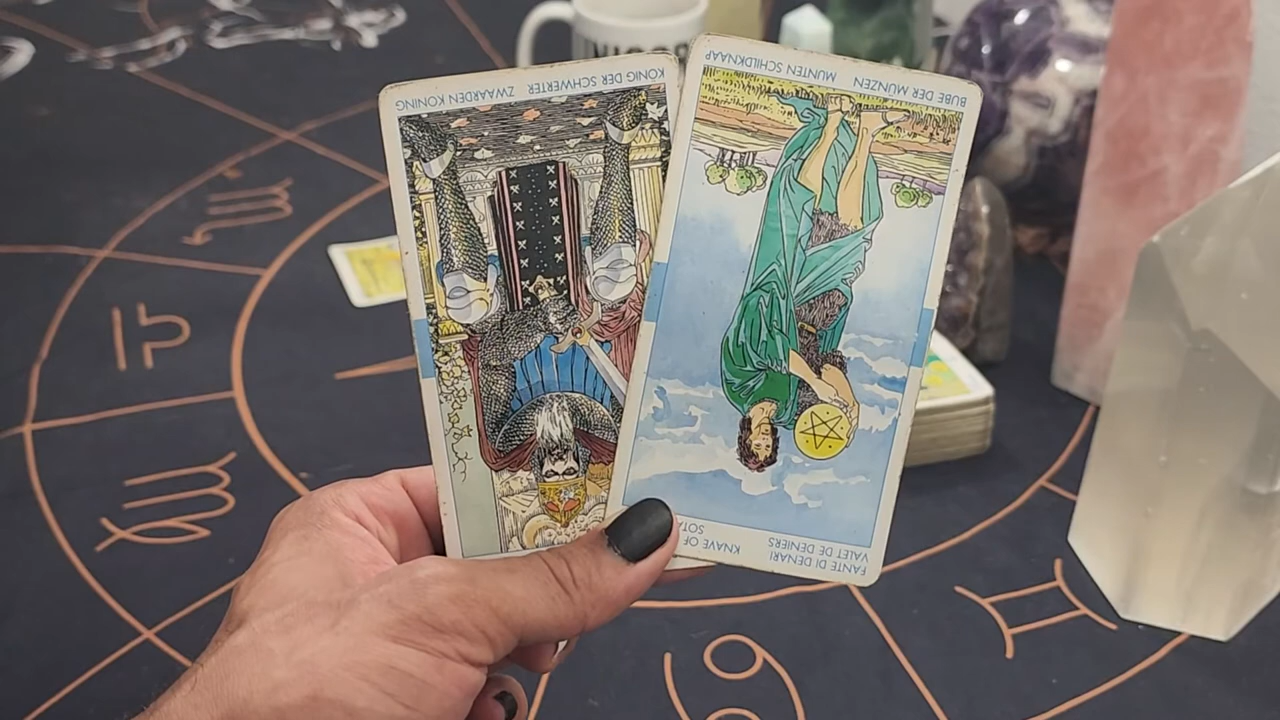 KÖNIG DER SCHWERTER ZWAARDEN KONING
FANTE DI DENARI KNAVE OF
VALET DE DENIERS SOTA
BUBE DER MÜNZEN MUNTEN SCHILDKNAAP